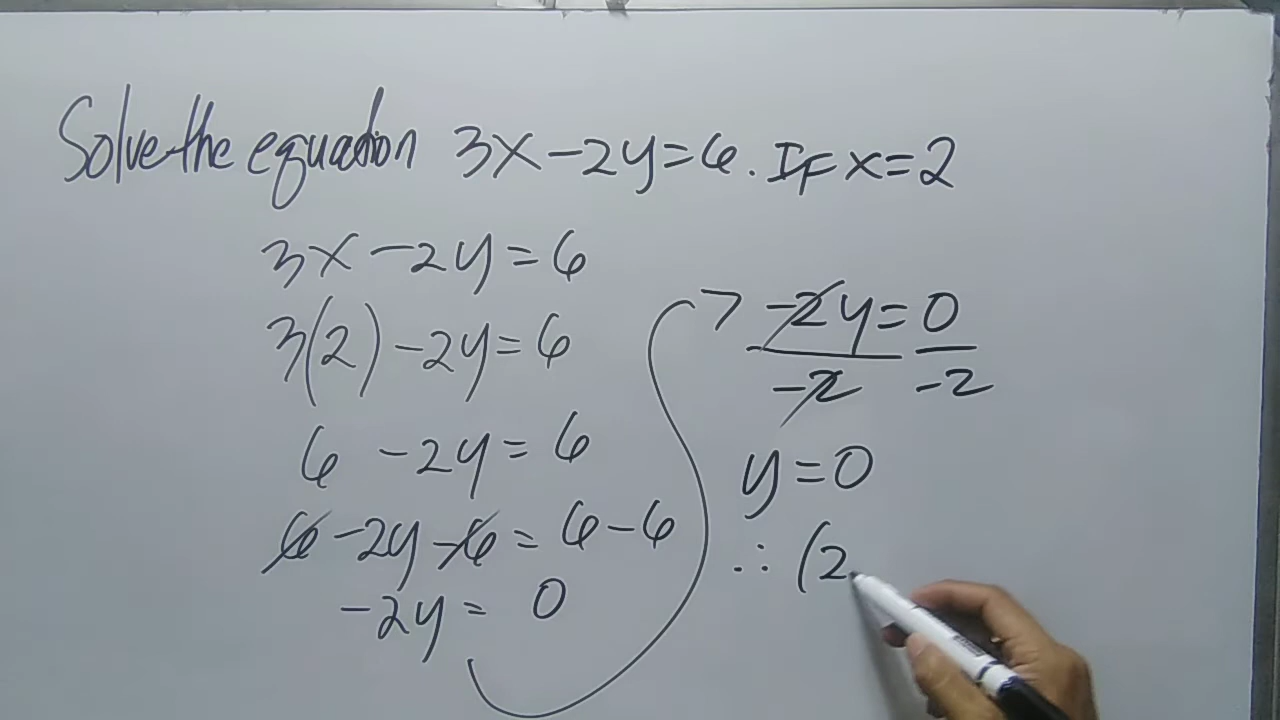 Solve the equation 3x-2y=6. If x=2
3x-2y=6
3(2)-2y=6
6 -2y=6
6-2y-6=6-6
-2y= 0
> -2y=0
-2 -2
y=0
∴ (2